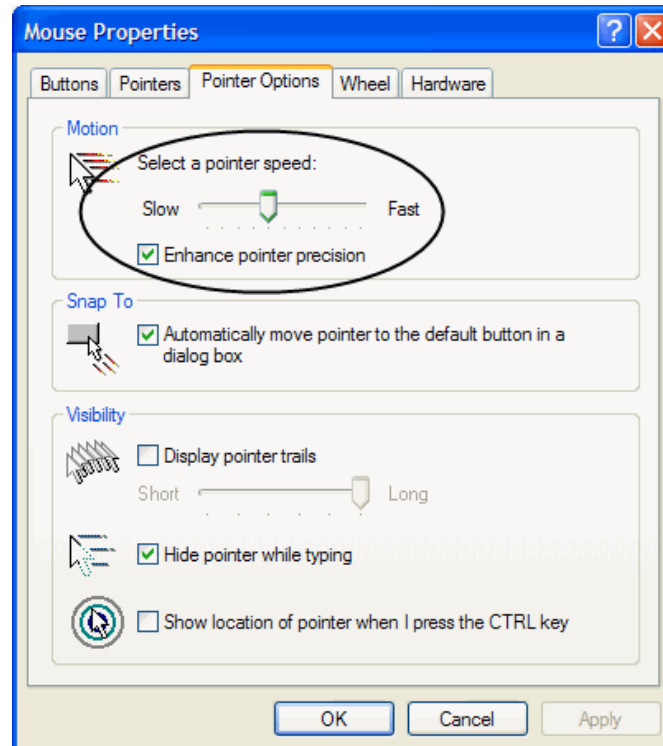 Mouse Properties
Buttons Pointers Pointer Options Wheel Hardware
Motion
Select a pointer speed:
Slow Fast
Enhance pointer precision
Snap To
Automatically move pointer to the default button in a
dialog box
Visibility
Display pointer trails
Short Long
Hide pointer while typing
Show location of pointer when I press the CTRL key
OK Cancel Apply